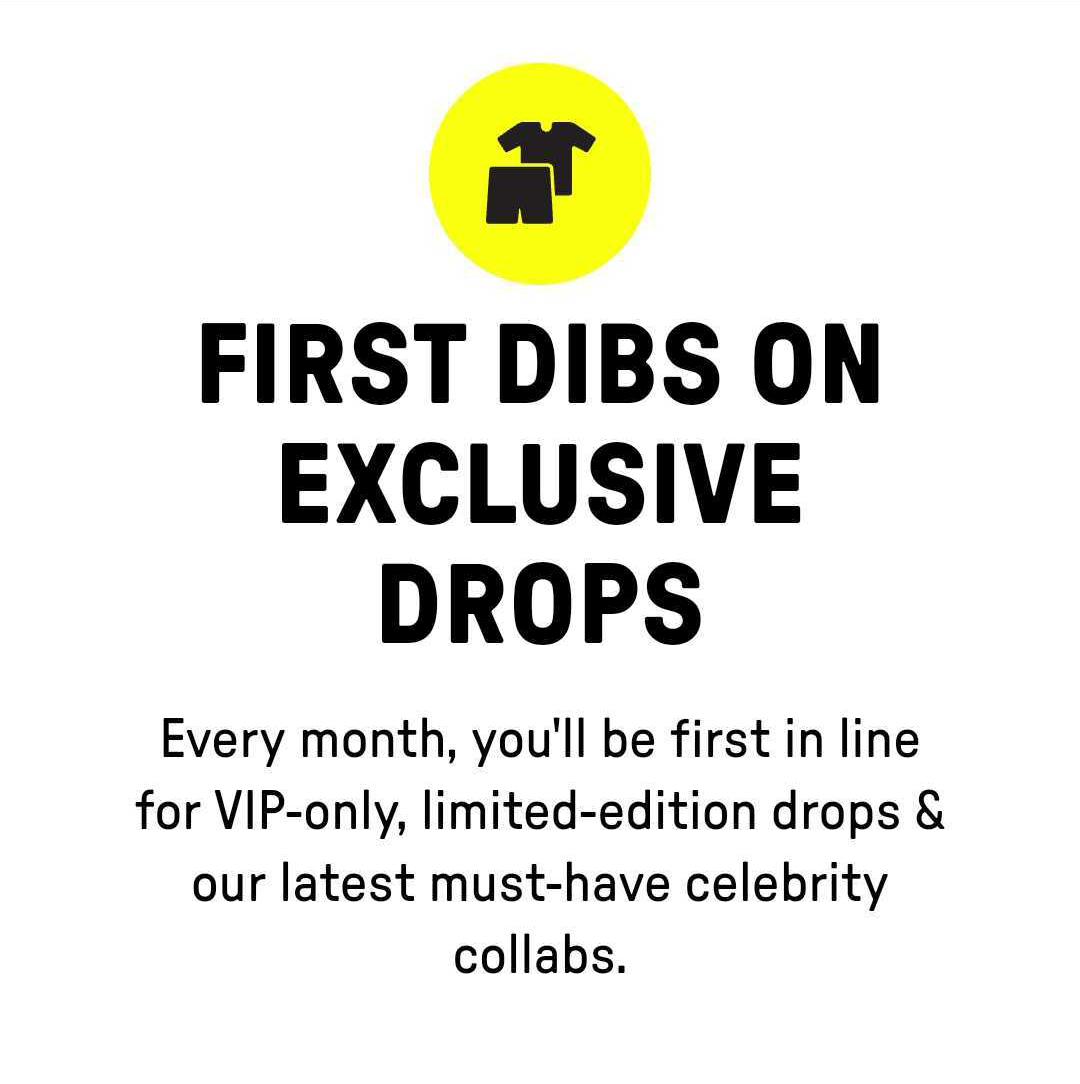 FIRST DIBS ON
EXCLUSIVE
DROPS
Every month, you'll be first in line
for VIP-only, limited-edition drops &
our latest must-have celebrity
collabs.